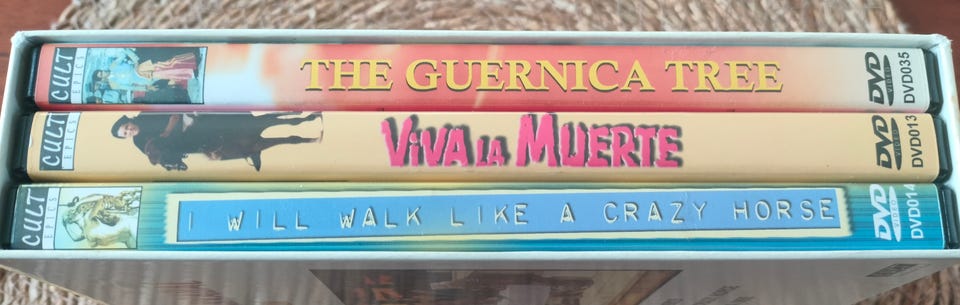 CULT EPICS THE GUERNICA TREE DVD VIDEO DVD035
CULT EPICS ViVA LA MUERTE DVD VIDEO DVD013
CULT EPICS I WILL WALK LIKE A CRAZY HORSE DVD VIDEO DVD014